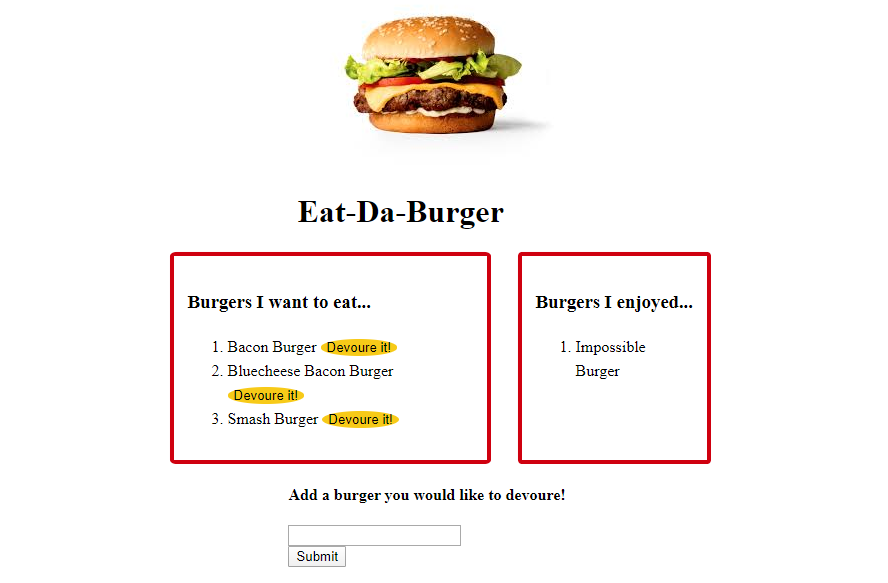 Eat-Da-Burger
Burgers I want to eat...
1. Bacon Burger Devoure it!
2. Bluecheese Bacon Burger
Devoure it!
3. Smash Burger Devoure it!
Burgers I enjoyed...
1. Impossible
Burger
Add a burger you would like to devoure!
Submit